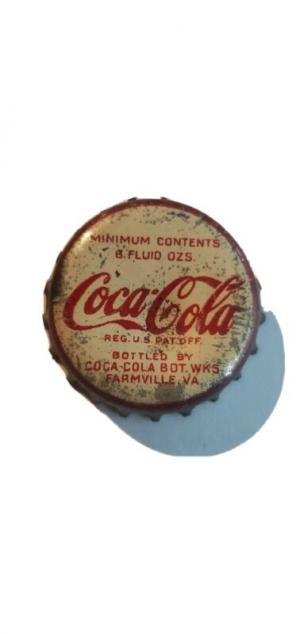 MINIMUM CONTENTS
6 FLUID OZS.
Coca-Cola
REG. U.S. PAT. OFF.
BOTTLED BY
COCA-COLA BOT. WKS.
FARMVILLE, VA.